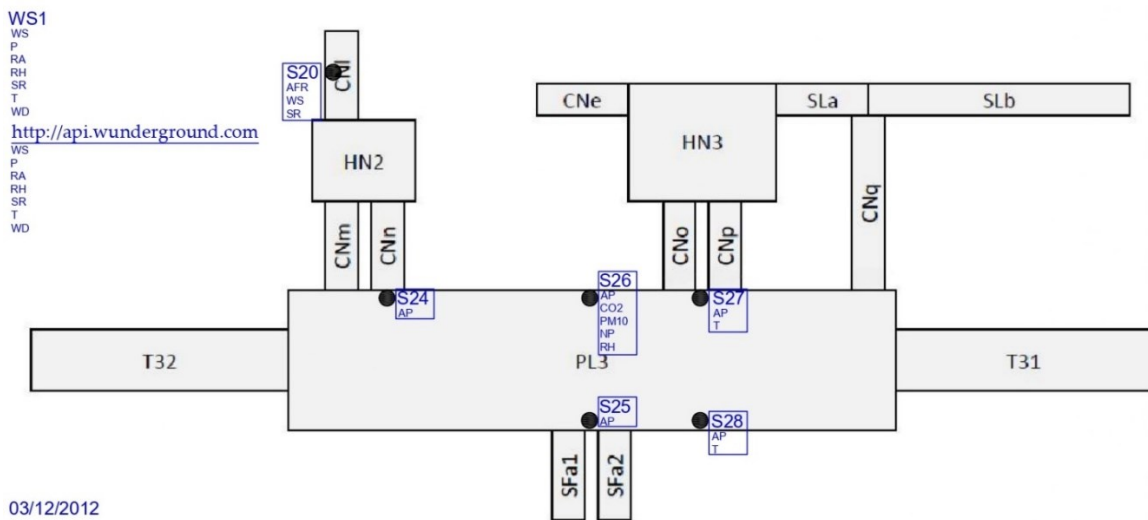 WS1
WS
P
RA
RH
SR
T
WD
http://api.wunderground.com
WS
P
RA
RH
SR
T
WD
S20
AFR
WS
SR
CNl
HN2
CNm
CNn
CNe
HN3
SLa
SLb
CNo
CNp
CNq
S24
AP
S26
AP
CO2
PM10
NP
RH
S27
AP
T
T32
PL3
T31
S25
AP
S28
AP
T
SFa1
SFa2
03/12/2012